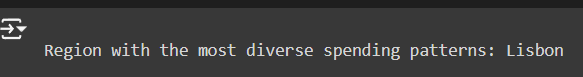 Region with the most diverse spending patterns: Lisbon